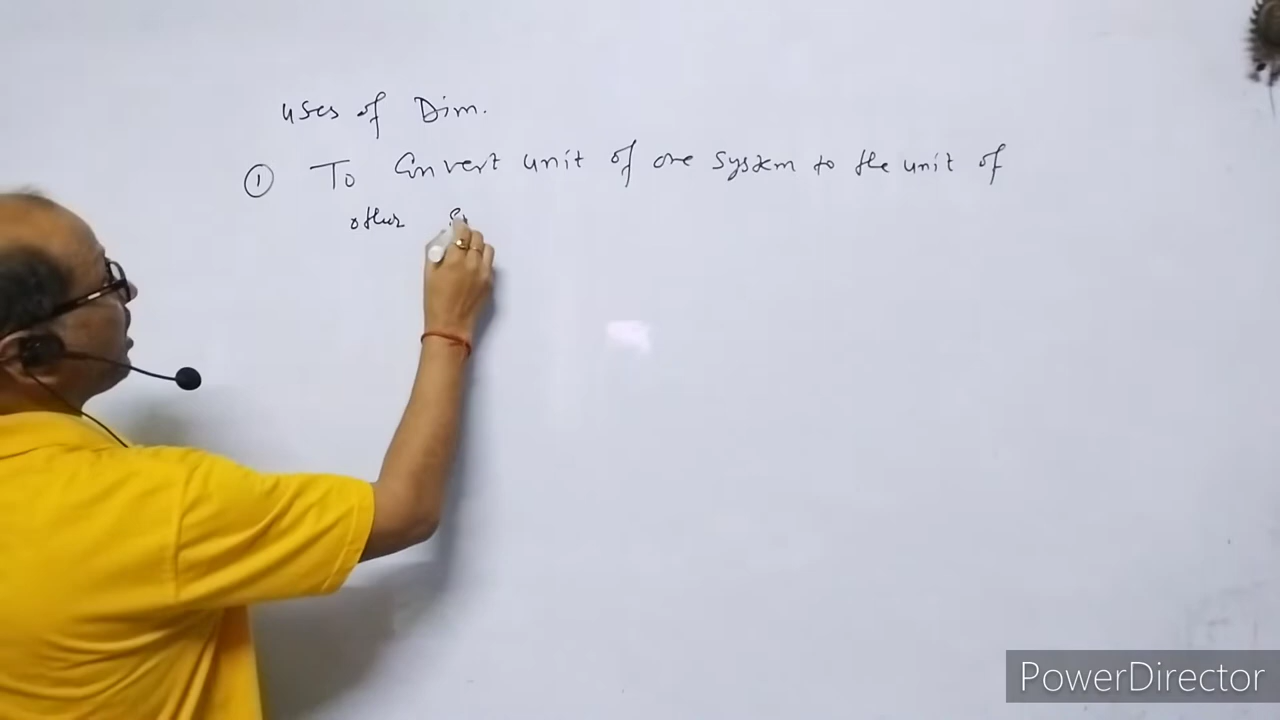 uses of Dim.
① To Convert unit of one system to the unit of
other
PowerDirector